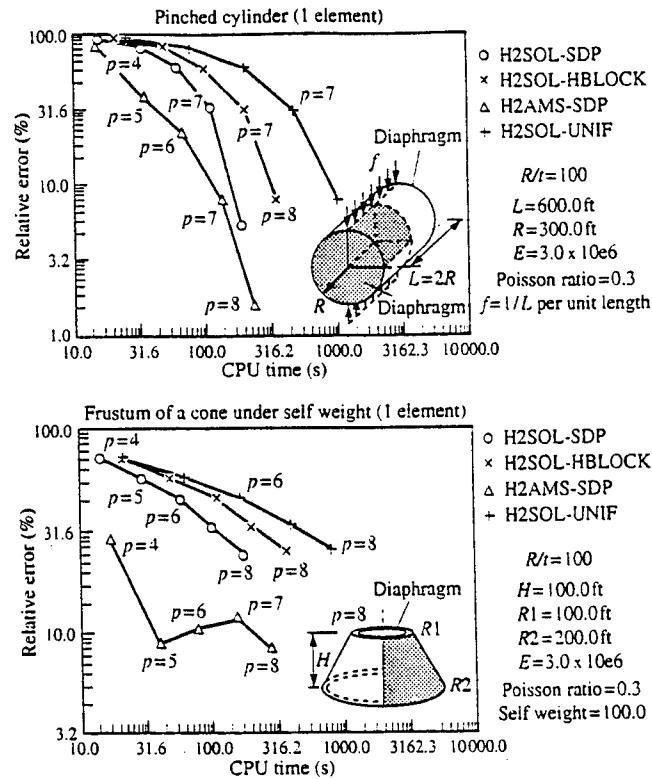 Pinched cylinder (1 element)
100.0
31.6
10.0
3.2
1.0
Relative error (%)
p=4
p=5
p=6
p=7
p=7
p=8
p=7
p=8
p=7
f
Diaphragm
L=2R
R
Diaphragm
10.0 31.6 100.0 316.2 1000.0 3162.3 10000.0
CPU time (s)
H2SOL-SDP
H2SOL-HBLOCK
H2AMS-SDP
H2SOL-UNIF
R/t=100
L=600.0ft
R=300.0ft
E=3.0 x 10e6
Poisson ratio=0.3
f=1/L per unit length
Frustum of a cone under self weight (1 element)
100.0
31.6
10.0
3.2
Relative error (%)
p=4
p=5
p=6
p=6
p=8
p=8
p=8
p=4
p=5
p=6
p=7
p=8
p=8
Diaphragm
R1
H
R2
10.0 31.6 100.0 316.2 1000.0 3162.3 10000.0
CPU time (s)
H2SOL-SDP
H2SOL-HBLOCK
H2AMS-SDP
H2SOL-UNIF
R/t=100
H=100.0ft
R1=100.0ft
R2=200.0ft
E=3.0 x 10e6
Poisson ratio=0.3
Self weight=100.0